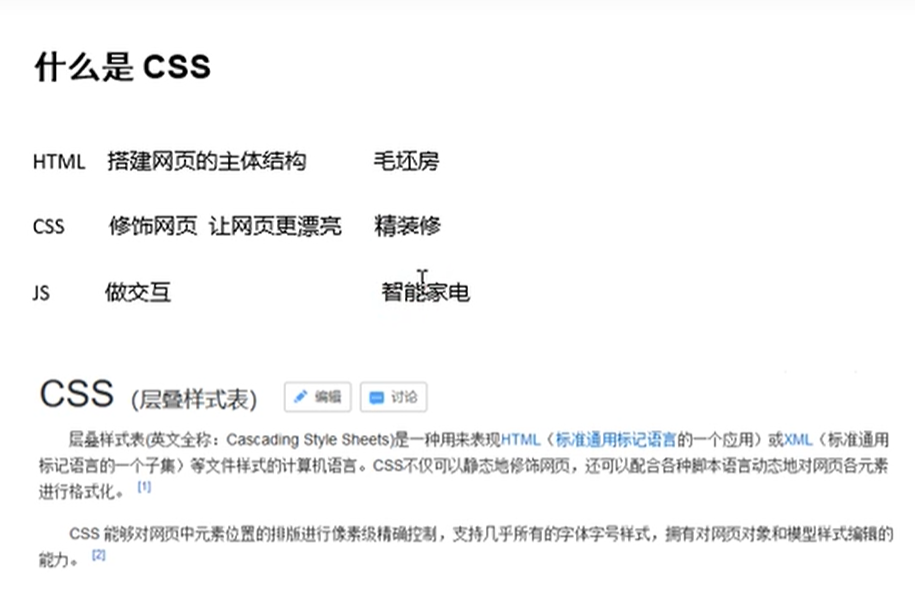 什么是 CSS
HTML 搭建网页的主体结构 毛坯房
CSS 修饰网页 让网页更漂亮 精装修
JS 做交互 智能家电
CSS (层叠样式表) 编辑 讨论
层叠样式表(英文全称：Cascading Style Sheets)是一种用来表现HTML（标准通用标记语言的一个应用）或XML（标准通用
标记语言的一个子集）等文件样式的计算机语言。CSS不仅可以静态地修饰网页，还可以配合各种脚本语言动态地对网页各元素
进行格式化。 [1]
CSS 能够对网页中元素位置的排版进行像素级精确控制，支持几乎所有的字体字号样式，拥有对网页对象和模型样式编辑的
能力。 [2]